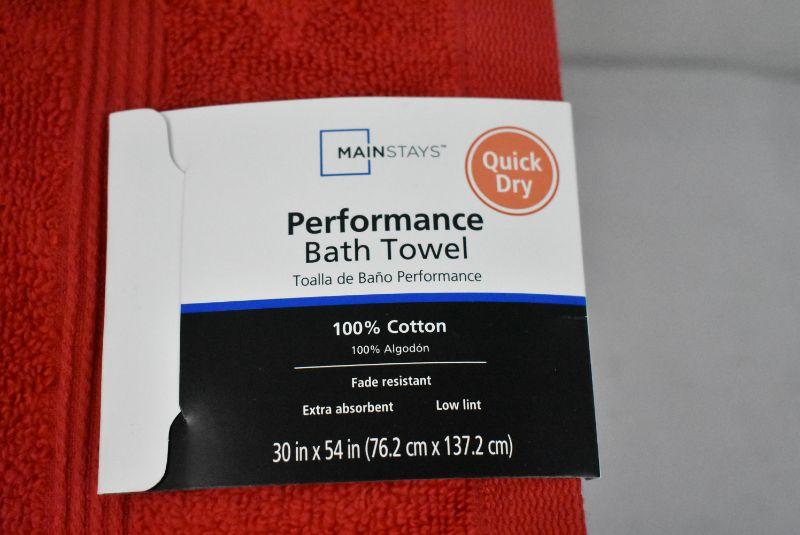 MAINSTAYS™
Quick
Dry
Performance
Bath Towel
Toalla de Baño Performance
100% Cotton
100% Algodón
Fade resistant
Extra absorbent Low lint
30 in x 54 in (76.2 cm x 137.2 cm)